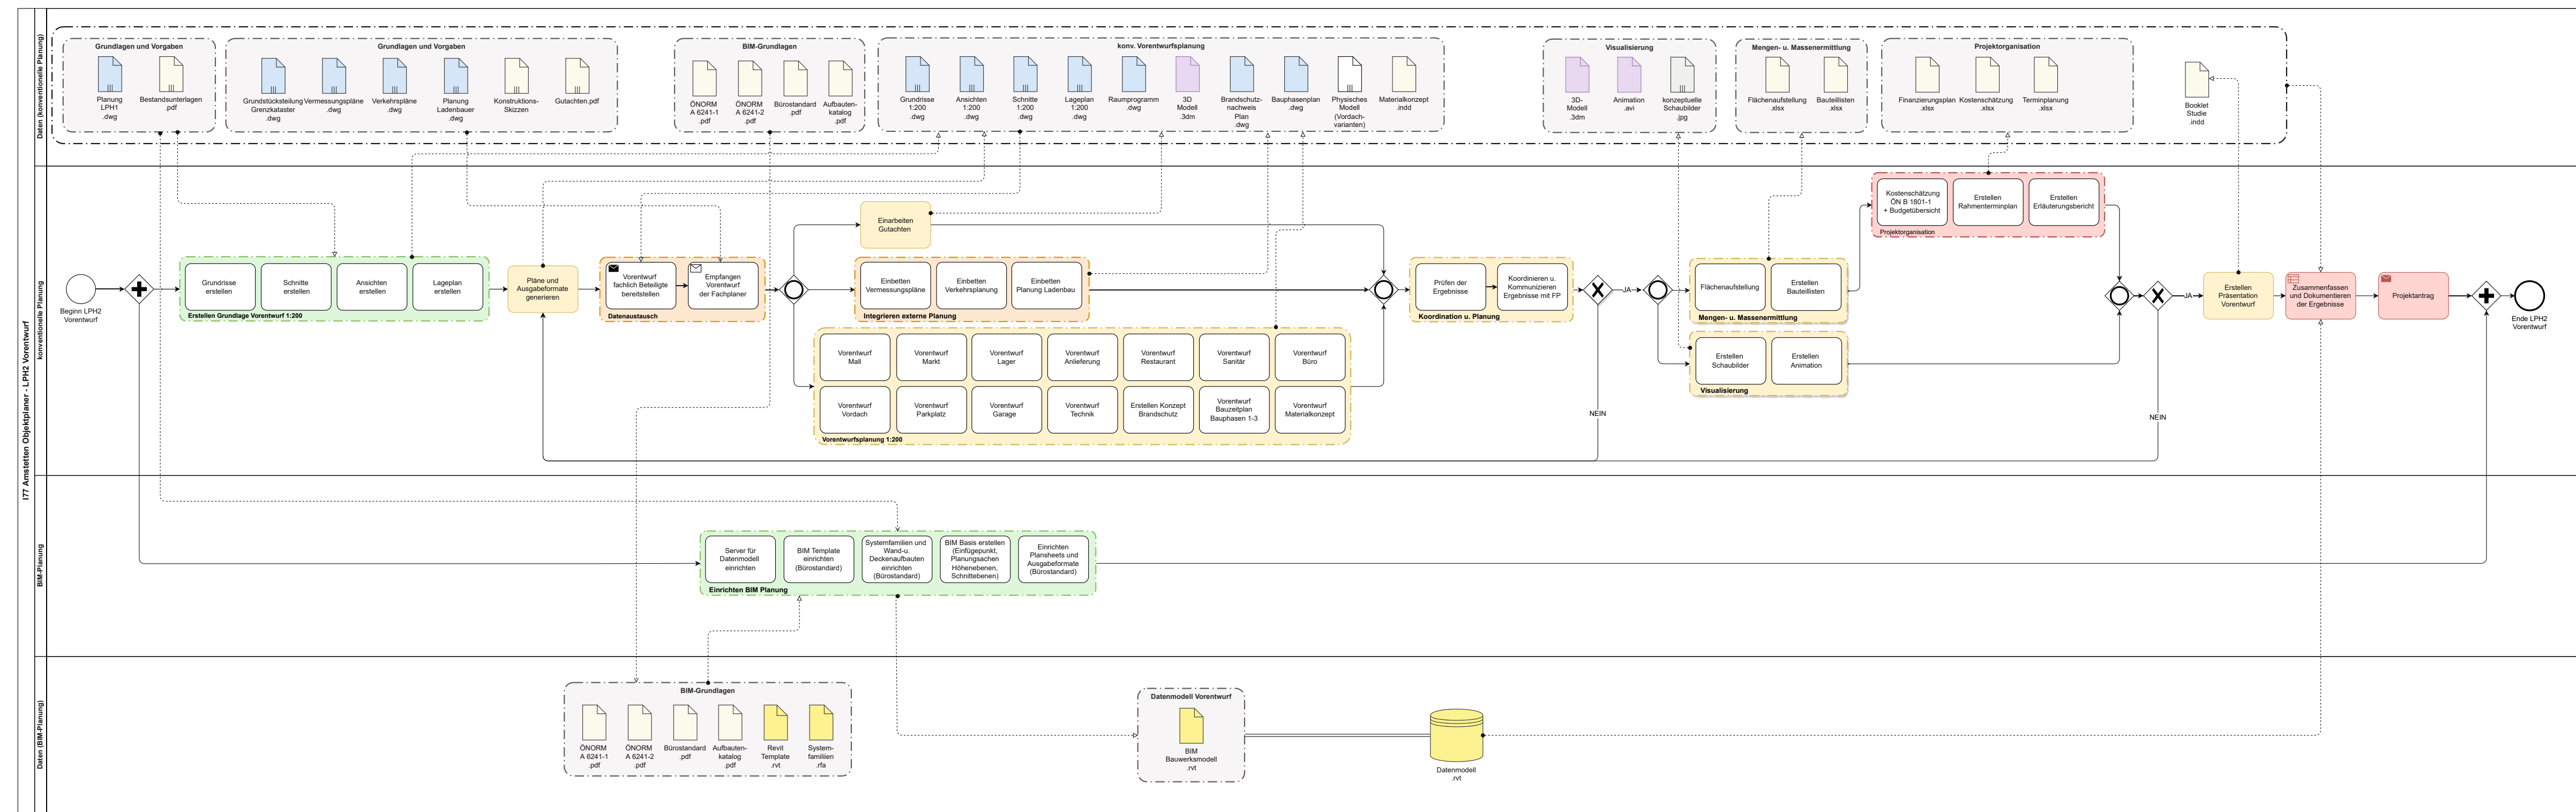 I77 Amstetten Objektplaner - LPH2 Vorentwurf
Daten (konventionelle Planung)
Grundlagen und Vorgaben
Planung
LPH1
.dwg
Bestandsunterlagen
.pdf
Grundlagen und Vorgaben
Grundstücksteilung
Grenzkataster
.dwg
Vermessungspläne
.dwg
Verkehrspläne
.dwg
Planung
Ladenbauer
.dwg
Konstruktions-
Skizzen
Gutachten.pdf
BIM-Grundlagen
ÖNORM
A 6241-1
.pdf
ÖNORM
A 6241-2
.pdf
Bürostandard
.pdf
Aufbauten-
katalog
.pdf
konv. Vorentwurfsplanung
Grundrisse
1:200
.dwg
Ansichten
1:200
.dwg
Schnitte
1:200
.dwg
Lageplan
1:200
.dwg
Raumprogramm
.dwg
3D
Modell
.3dm
Brandschutz-
nachweis
Plan
.dwg
Bauphasenplan
.dwg
Physisches
Modell
(Vordach-
varianten)
Materialkonzept
.indd
Visualisierung
3D-
Modell
.3dm
Animation
.avi
konzeptuelle
Schaubilder
.jpg
Mengen- u. Massenermittlung
Flächenaufstellung
.xlsx
Bauteillisten
.xlsx
Projektorganisation
Finanzierungsplan
.xlsx
Kostenschätzung
.xlsx
Terminplanung
.xlsx
Booklet
Studie
.indd
konventionelle Planung
Beginn LPH2
Vorentwurf
Grundrisse
erstellen
Schnitte
erstellen
Ansichten
erstellen
Lageplan
erstellen
Erstellen Grundlage Vorentwurf 1:200
Pläne und
Ausgabeformate
generieren
Vorentwurf
fachlich Beteiligte
bereitstellen
Empfangen
Vorentwurf
der Fachplaner
Datenaustausch
Einarbeiten
Gutachten
Einbetten
Vermessungspläne
Einbetten
Verkehrsplanung
Einbetten
Planung Ladenbau
Integrieren externe Planung
Vorentwurf
Mall
Vorentwurf
Markt
Vorentwurf
Lager
Vorentwurf
Anlieferung
Vorentwurf
Restaurant
Vorentwurf
Sanitär
Vorentwurf
Büro
Vorentwurf
Vordach
Vorentwurf
Parkplatz
Vorentwurf
Garage
Vorentwurf
Technik
Erstellen Konzept
Brandschutz
Vorentwurf
Bauzeitplan
Bauphasen 1-3
Vorentwurf
Materialkonzept
Vorentwurfsplanung 1:200
Prüfen der
Ergebnisse
Koordinieren u.
Kommunizieren
Ergebnisse mit FP
Koordination u. Planung
JA
NEIN
Flächenaufstellung
Erstellen
Bauteillisten
Mengen- u. Massenermittlung
Erstellen
Schaubilder
Erstellen
Animation
Visualisierung
Kostenschätzung
ÖN B 1801-1
+ Budgetübersicht
Erstellen
Rahmenterminplan
Erstellen
Erläuterungsbericht
Projektorganisation
JA
NEIN
Erstellen
Präsentation
Vorentwurf
Zusammenfassen
und Dokumentieren
der Ergebnisse
Projektantrag
Ende LPH2
Vorentwurf
BIM-Planung
Server für
Datenmodell
einrichten
BIM Template
einrichten
(Bürostandard)
Systemfamilien und
Wand-u.
Deckenaufbauten
einrichten
(Bürostandard)
BIM Basis erstellen
(Einfügepunkt,
Planungsachen
Höhenebenen,
Schnittebenen)
Einrichten
Plansheets und
Ausgabeformate
(Bürostandard)
Einrichten BIM Planung
Daten (BIM-Planung)
BIM-Grundlagen
ÖNORM
A 6241-1
.pdf
ÖNORM
A 6241-2
.pdf
Bürostandard
.pdf
Aufbauten-
katalog
.pdf
Revit
Template
.rvt
System-
familiien
.rfa
Datenmodell Vorentwurf
BIM
Bauwerksmodell
.rvt
Datenmodell
.rvt